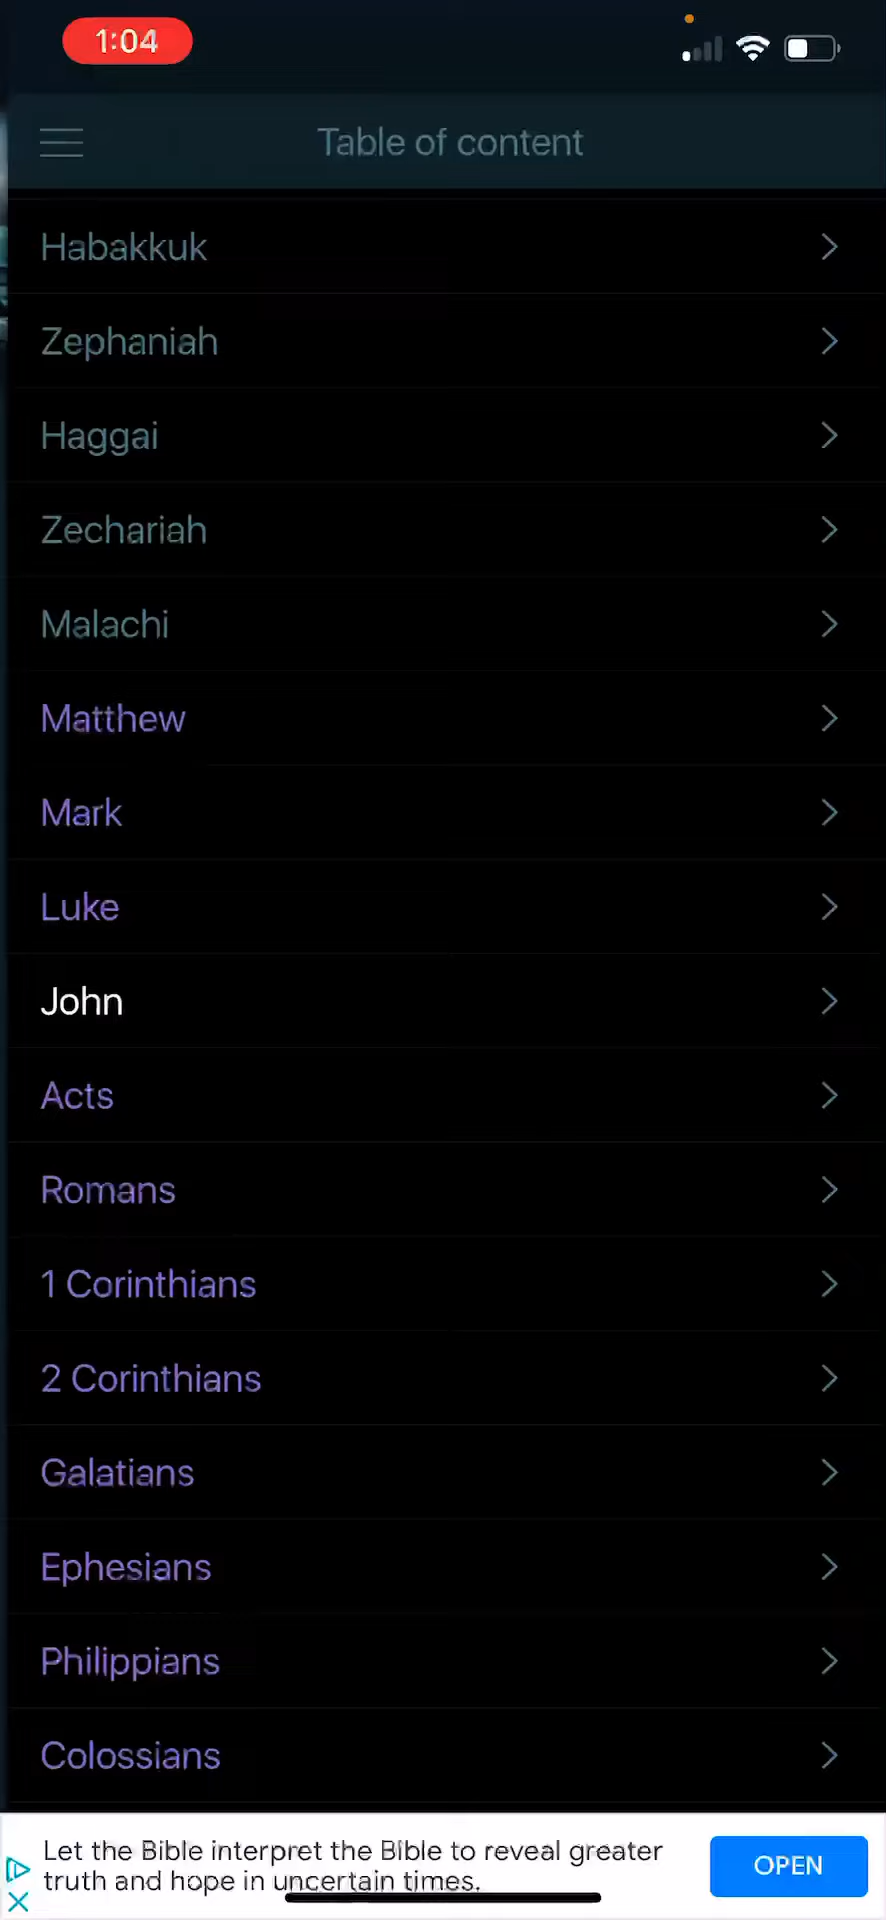 1:04
Table of content
Habakkuk
Zephaniah
Haggai
Zechariah
Malachi
Matthew
Mark
Luke
John
Acts
Romans
1 Corinthians
2 Corinthians
Galatians
Ephesians
Philippians
Colossians
Let the Bible interpret the Bible to reveal greater
truth and hope in uncertain times.
OPEN